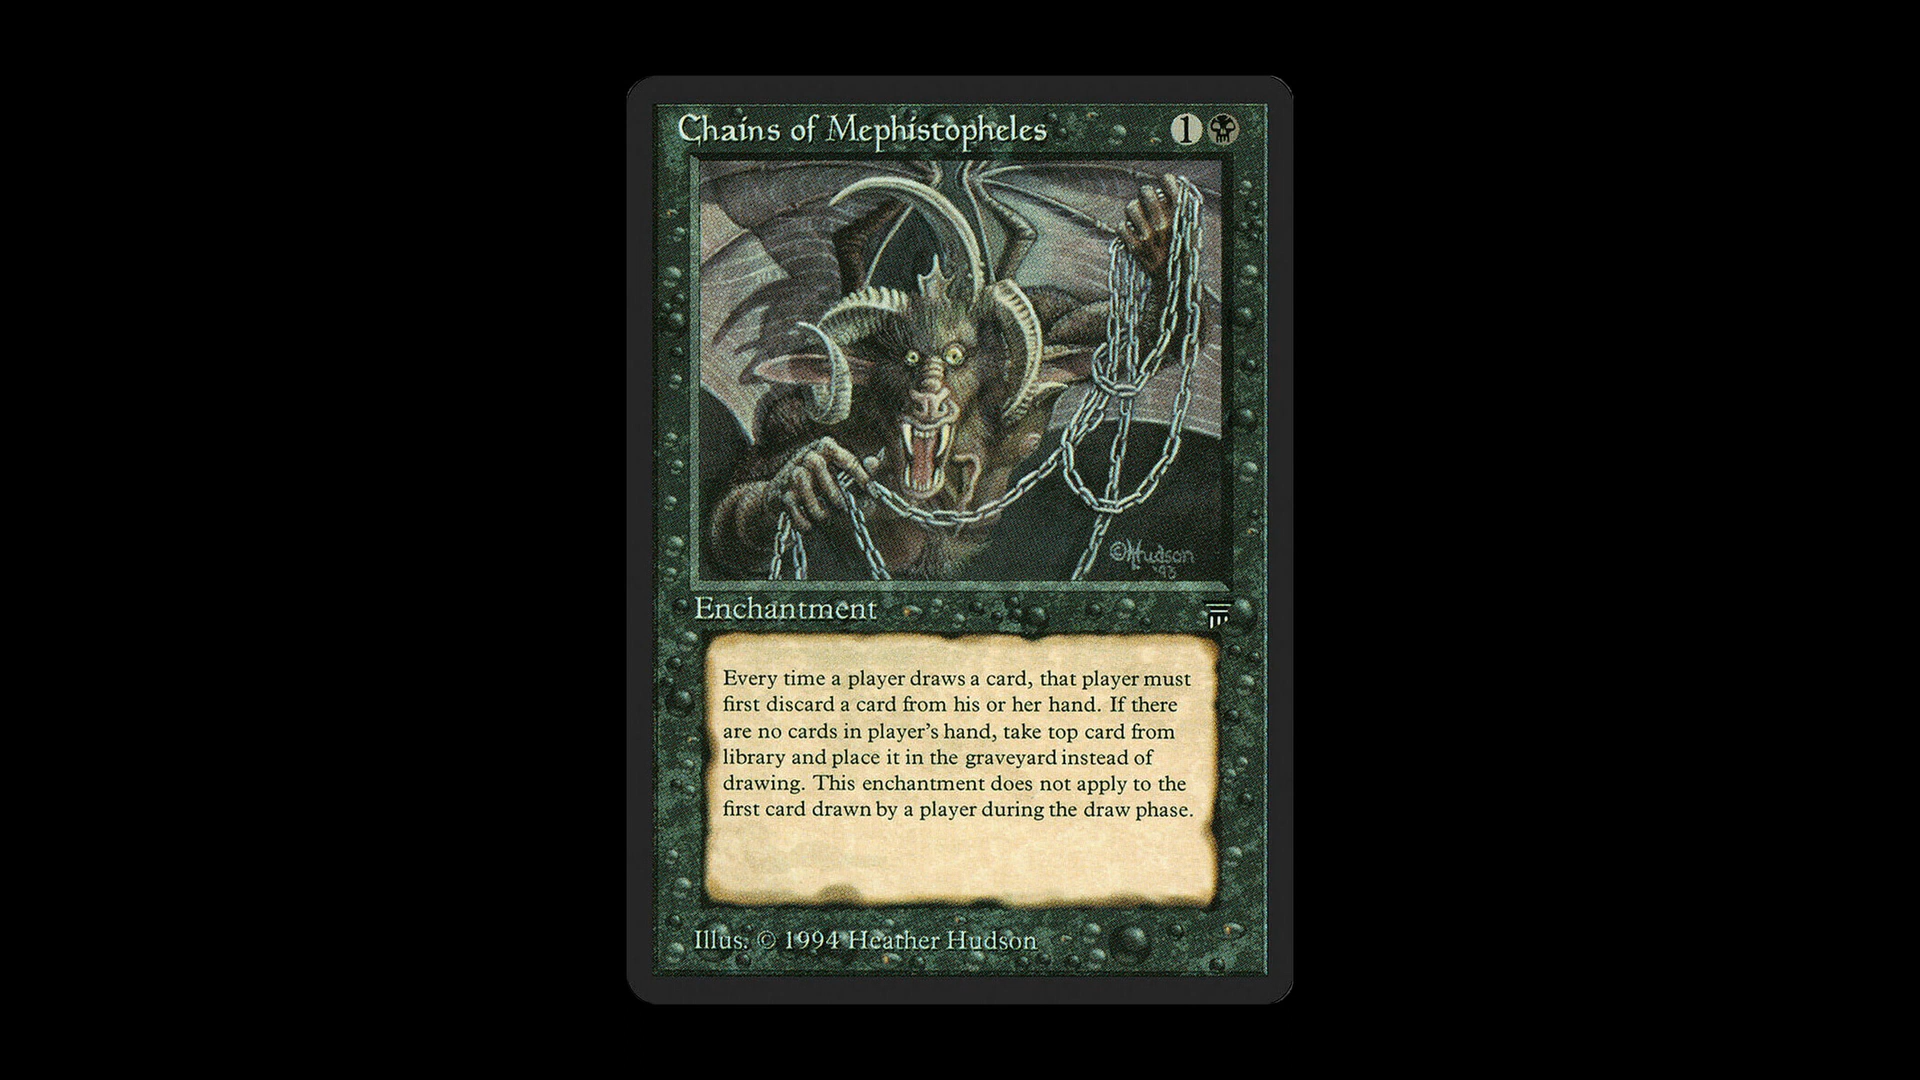 Chains of Mephistopheles 1
©Hudson
'93
Enchantment
Every time a player draws a card, that player must
first discard a card from his or her hand. If there
are no cards in player's hand, take top card from
library and place it in the graveyard instead of
drawing. This enchantment does not apply to the
first card drawn by a player during the draw phase.
Illus. © 1994 Heather Hudson